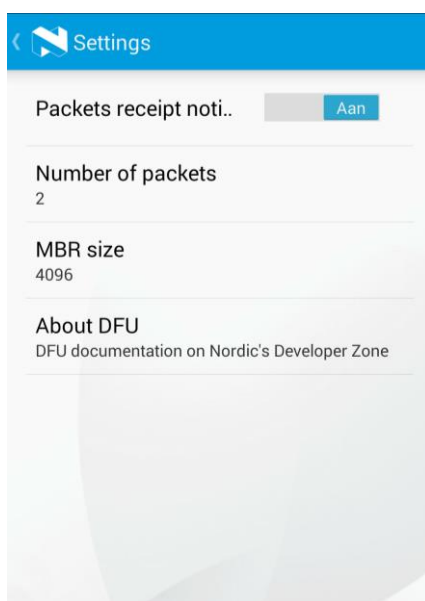 Settings
Packets receipt noti.. Aan
Number of packets
2
MBR size
4096
About DFU
DFU documentation on Nordic's Developer Zone